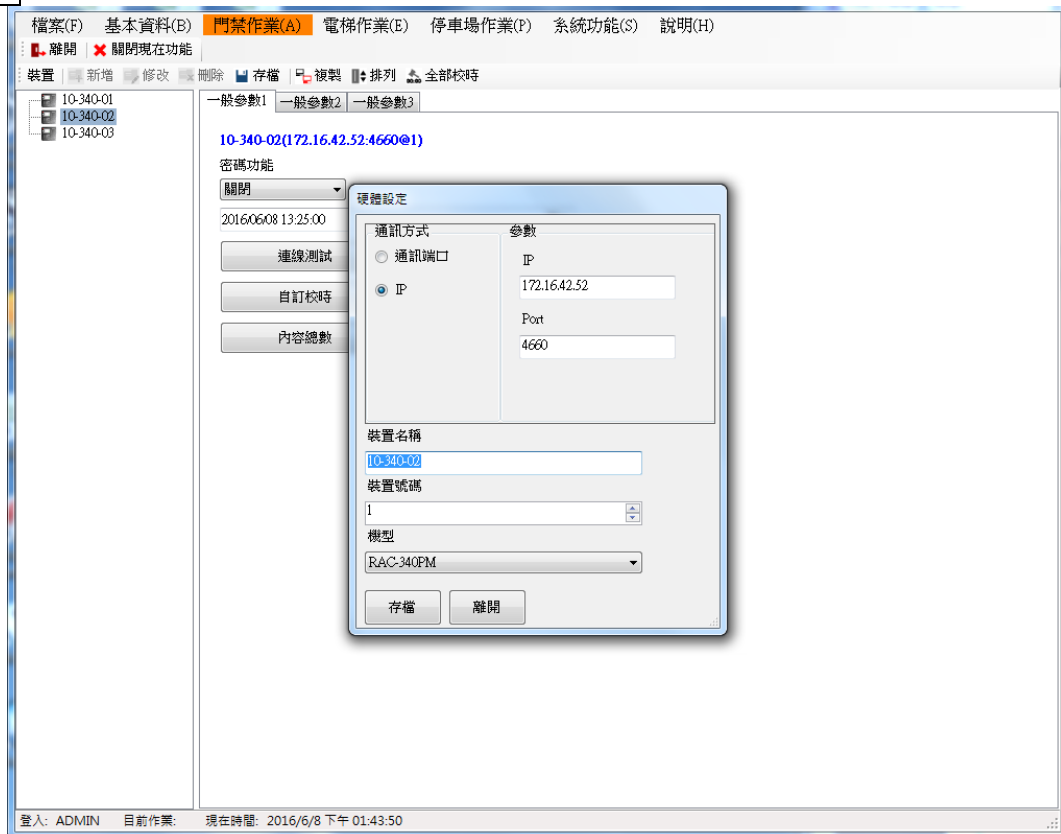 檔案(F) 基本資料(B) 門禁作業(A) 電梯作業(E) 停車場作業(P) 系統功能(S) 說明(H)
離開 關閉現在功能
裝置 新增 修改 刪除 存檔 複製 排列 全部校時
10-340-01
10-340-02
10-340-03
一般參數1 一般參數2 一般參數3
10-340-02(172.16.42.52:4660@1)
密碼功能
關閉
2016/06/08 13:25:00
連線測試
自訂校時
內容總數
硬體設定
通訊方式 參數
通訊端口
IP
IP
172.16.42.52
Port
4660
裝置名稱
10-340-02
裝置號碼
1
機型
RAC-340PM
存檔 離開
登入: ADMIN 目前作業: 現在時間: 2016/6/8 下午 01:43:50